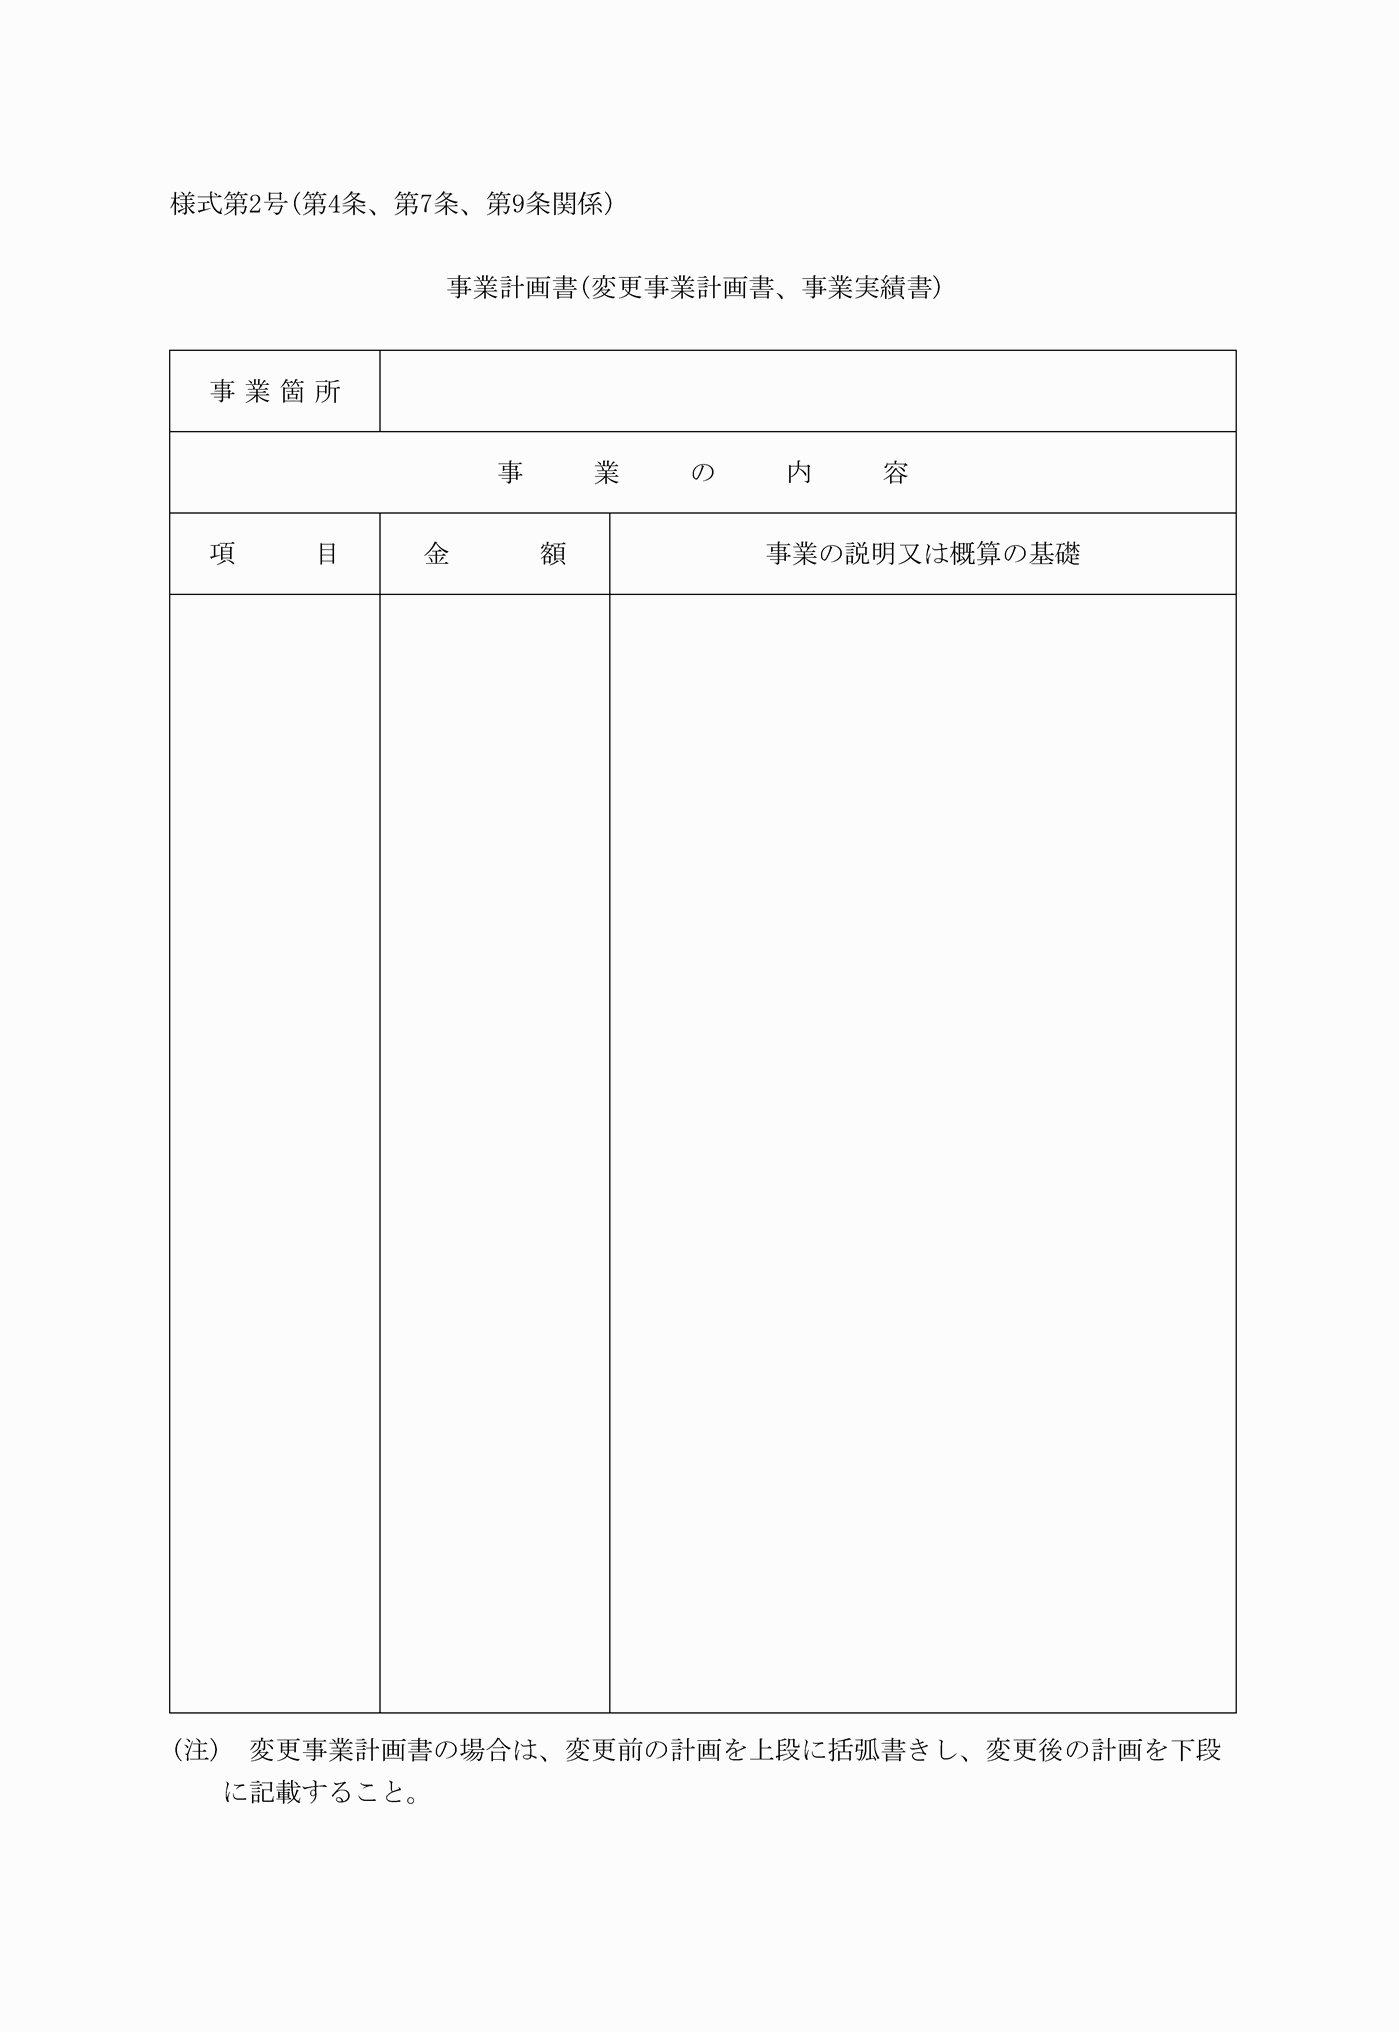 様式第2号(第4条、第7条、第9条関係)
事業計画書(変更事業計画書、事業実績書)
事業箇所
事業の内容
項目 金額 事業の説明又は概算の基礎
(注) 変更事業計画書の場合は、変更前の計画を上段に括弧書きし、変更後の計画を下段
に記載すること。